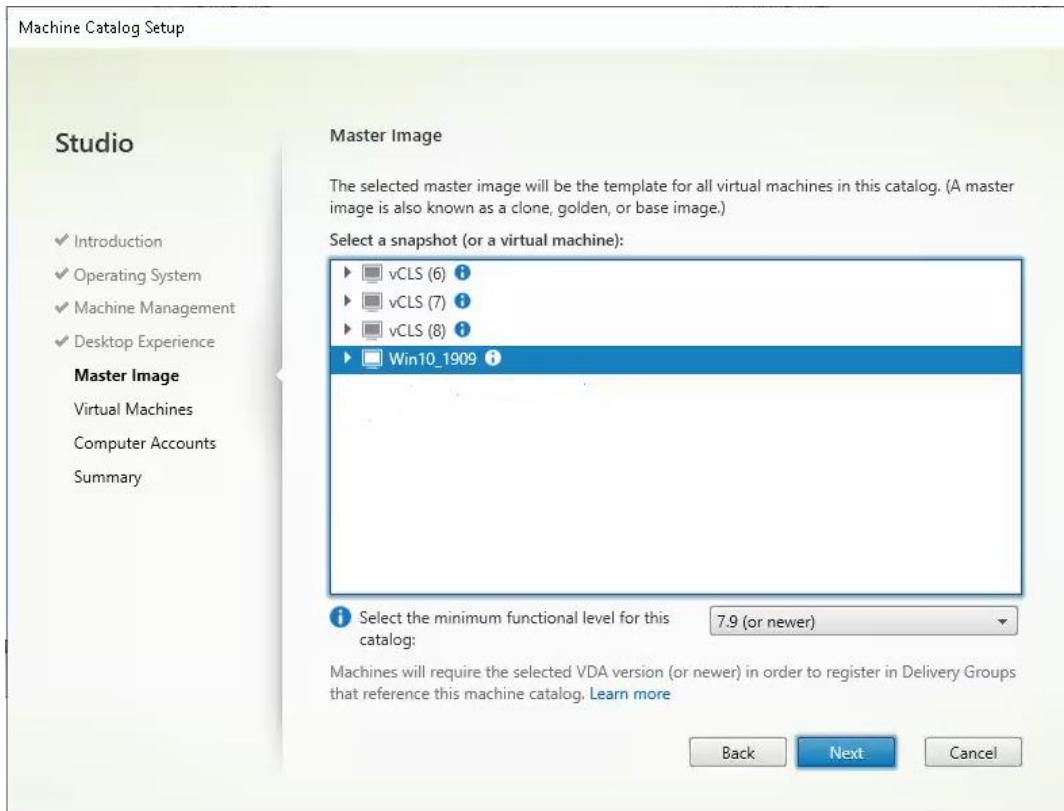 Machine Catalog Setup
Studio
Introduction
Operating System
Machine Management
Desktop Experience
Master Image
Virtual Machines
Computer Accounts
Summary
Master Image
The selected master image will be the template for all virtual machines in this catalog. (A master
image is also known as a clone, golden, or base image.)
Select a snapshot (or a virtual machine):
vCLS (6)
vCLS (7)
vCLS (8)
Win10_1909
Select the minimum functional level for this
catalog:
7.9 (or newer)
Machines will require the selected VDA version (or newer) in order to register in Delivery Groups
that reference this machine catalog. Learn more
Back
Next
Cancel